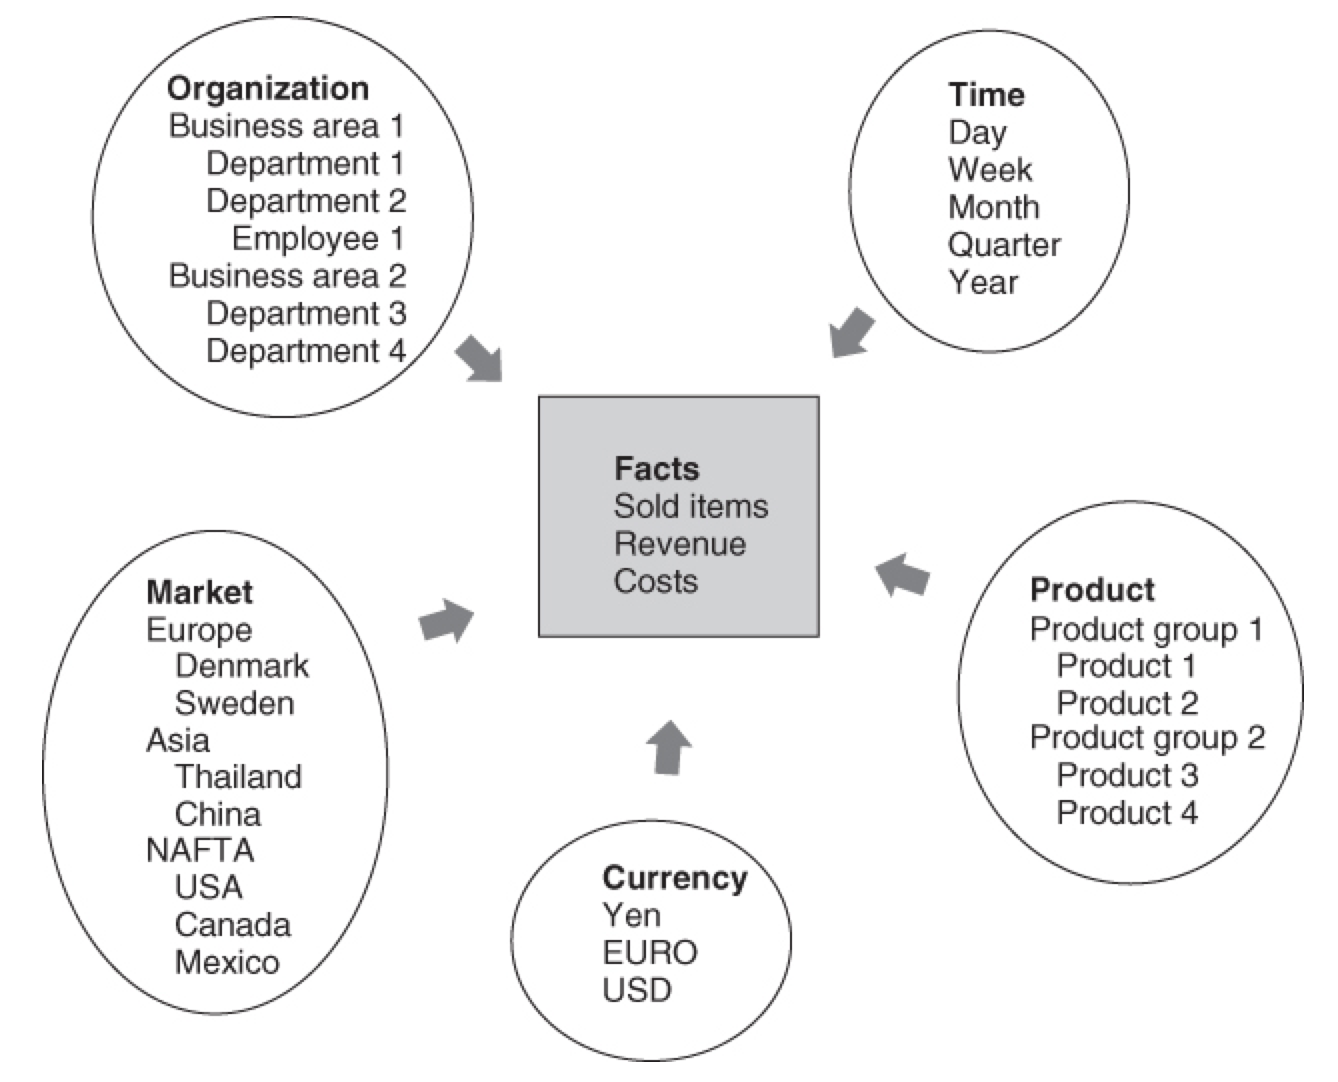 Organization
Business area 1
Department 1
Department 2
Employee 1
Business area 2
Department 3
Department 4
Time
Day
Week
Month
Quarter
Year
Facts
Sold items
Revenue
Costs
Market
Europe
Denmark
Sweden
Asia
Thailand
China
NAFTA
USA
Canada
Mexico
Product
Product group 1
Product 1
Product 2
Product group 2
Product 3
Product 4
Currency
Yen
EURO
USD